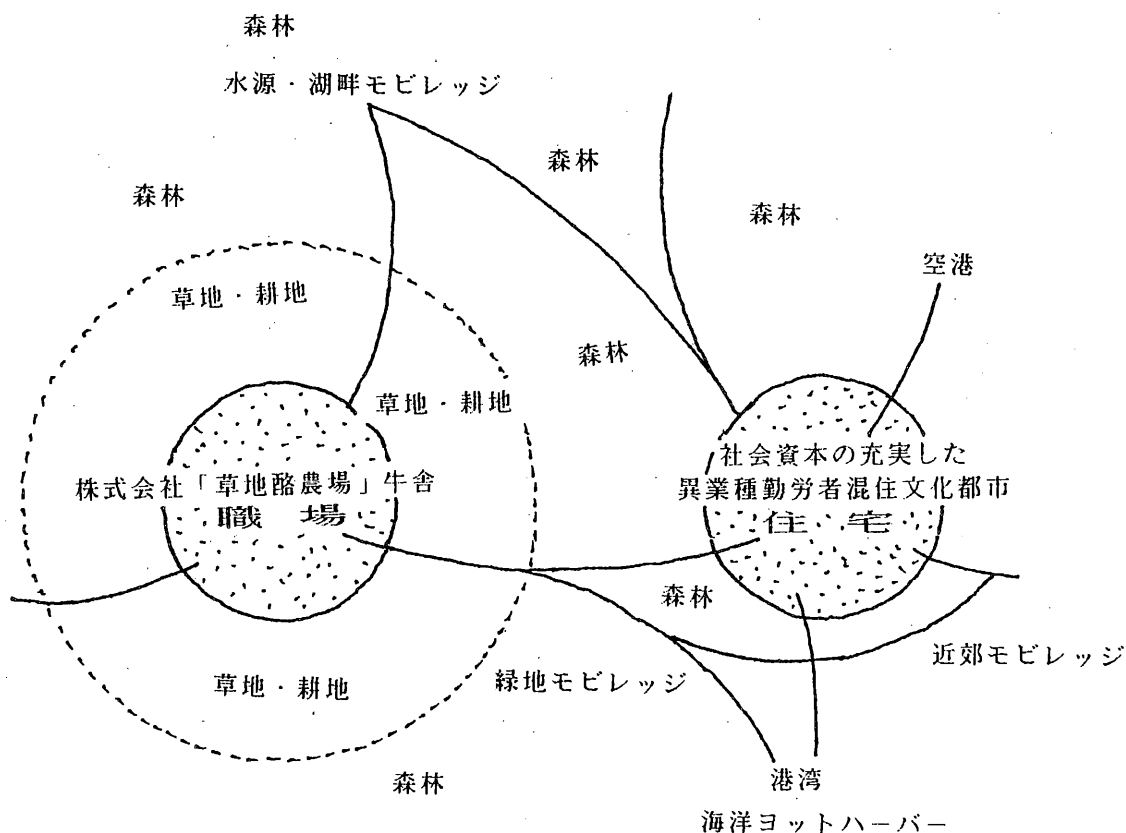 森林
水源・湖畔モビレッジ
森林
森林
森林
空港
草地・耕地
森林
草地・耕地
社会資本の充実した
異業種勤労者混住文化都市
住宅
株式会社「草地酪農場」牛舎
職場
森林
近郊モビレッジ
草地・耕地
緑地モビレッジ
森林
港湾
海洋ヨットハーバー